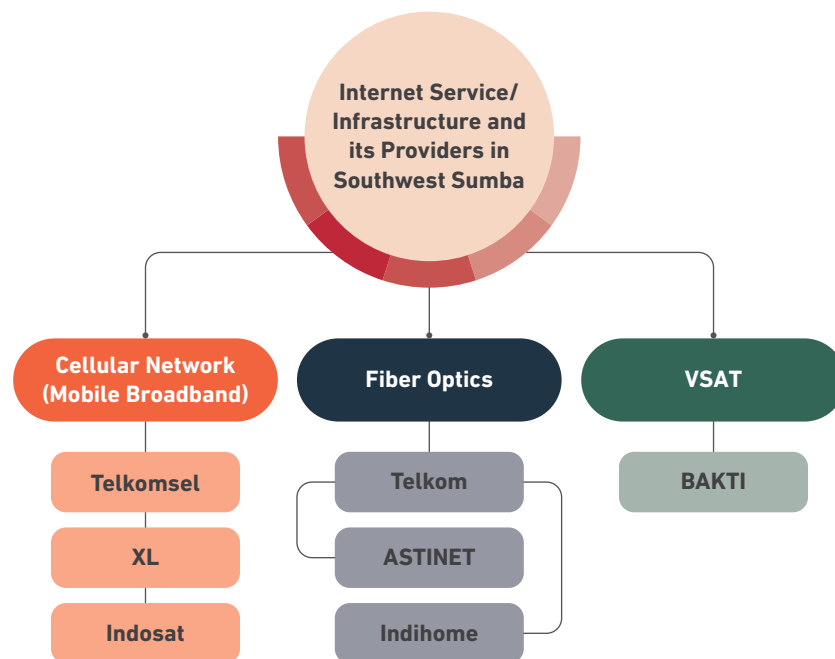 Internet Service/
Infrastructure and
its Providers in
Southwest Sumba
Cellular Network
(Mobile Broadband)
Telkomsel
XL
Indosat
Fiber Optics
Telkom
ASTINET
Indihome
VSAT
BAKTI